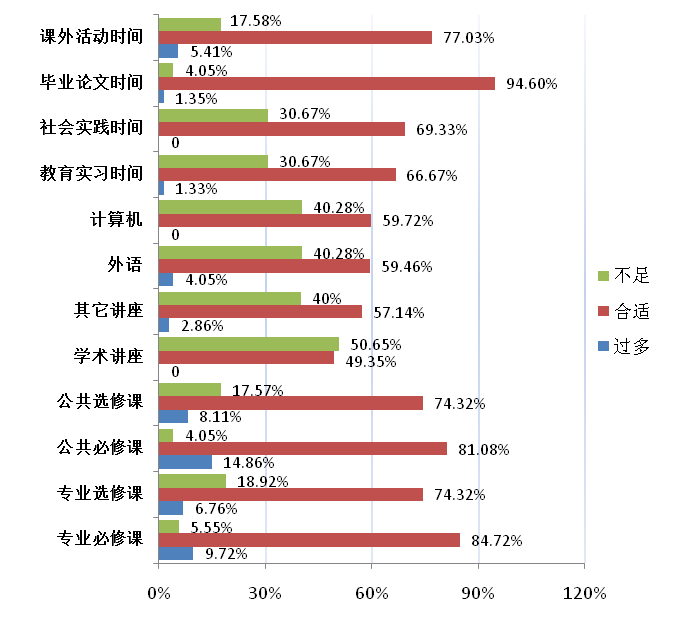 17.58%
课外活动时间
77.03%
5.41%
4.05%
毕业论文时间
94.60%
1.35%
30.67%
社会实践时间
69.33%
0
30.67%
教育实习时间
66.67%
1.33%
40.28%
计算机
59.72%
0
40.28%
外语
59.46%
4.05%
40%
其它讲座
57.14%
2.86%
50.65%
学术讲座
49.35%
0
17.57%
公共选修课
74.32%
8.11%
4.05%
公共必修课
81.08%
14.86%
18.92%
专业选修课
74.32%
6.76%
5.55%
专业必修课
84.72%
9.72%
0% 30% 60% 90% 120%
不足
合适
过多